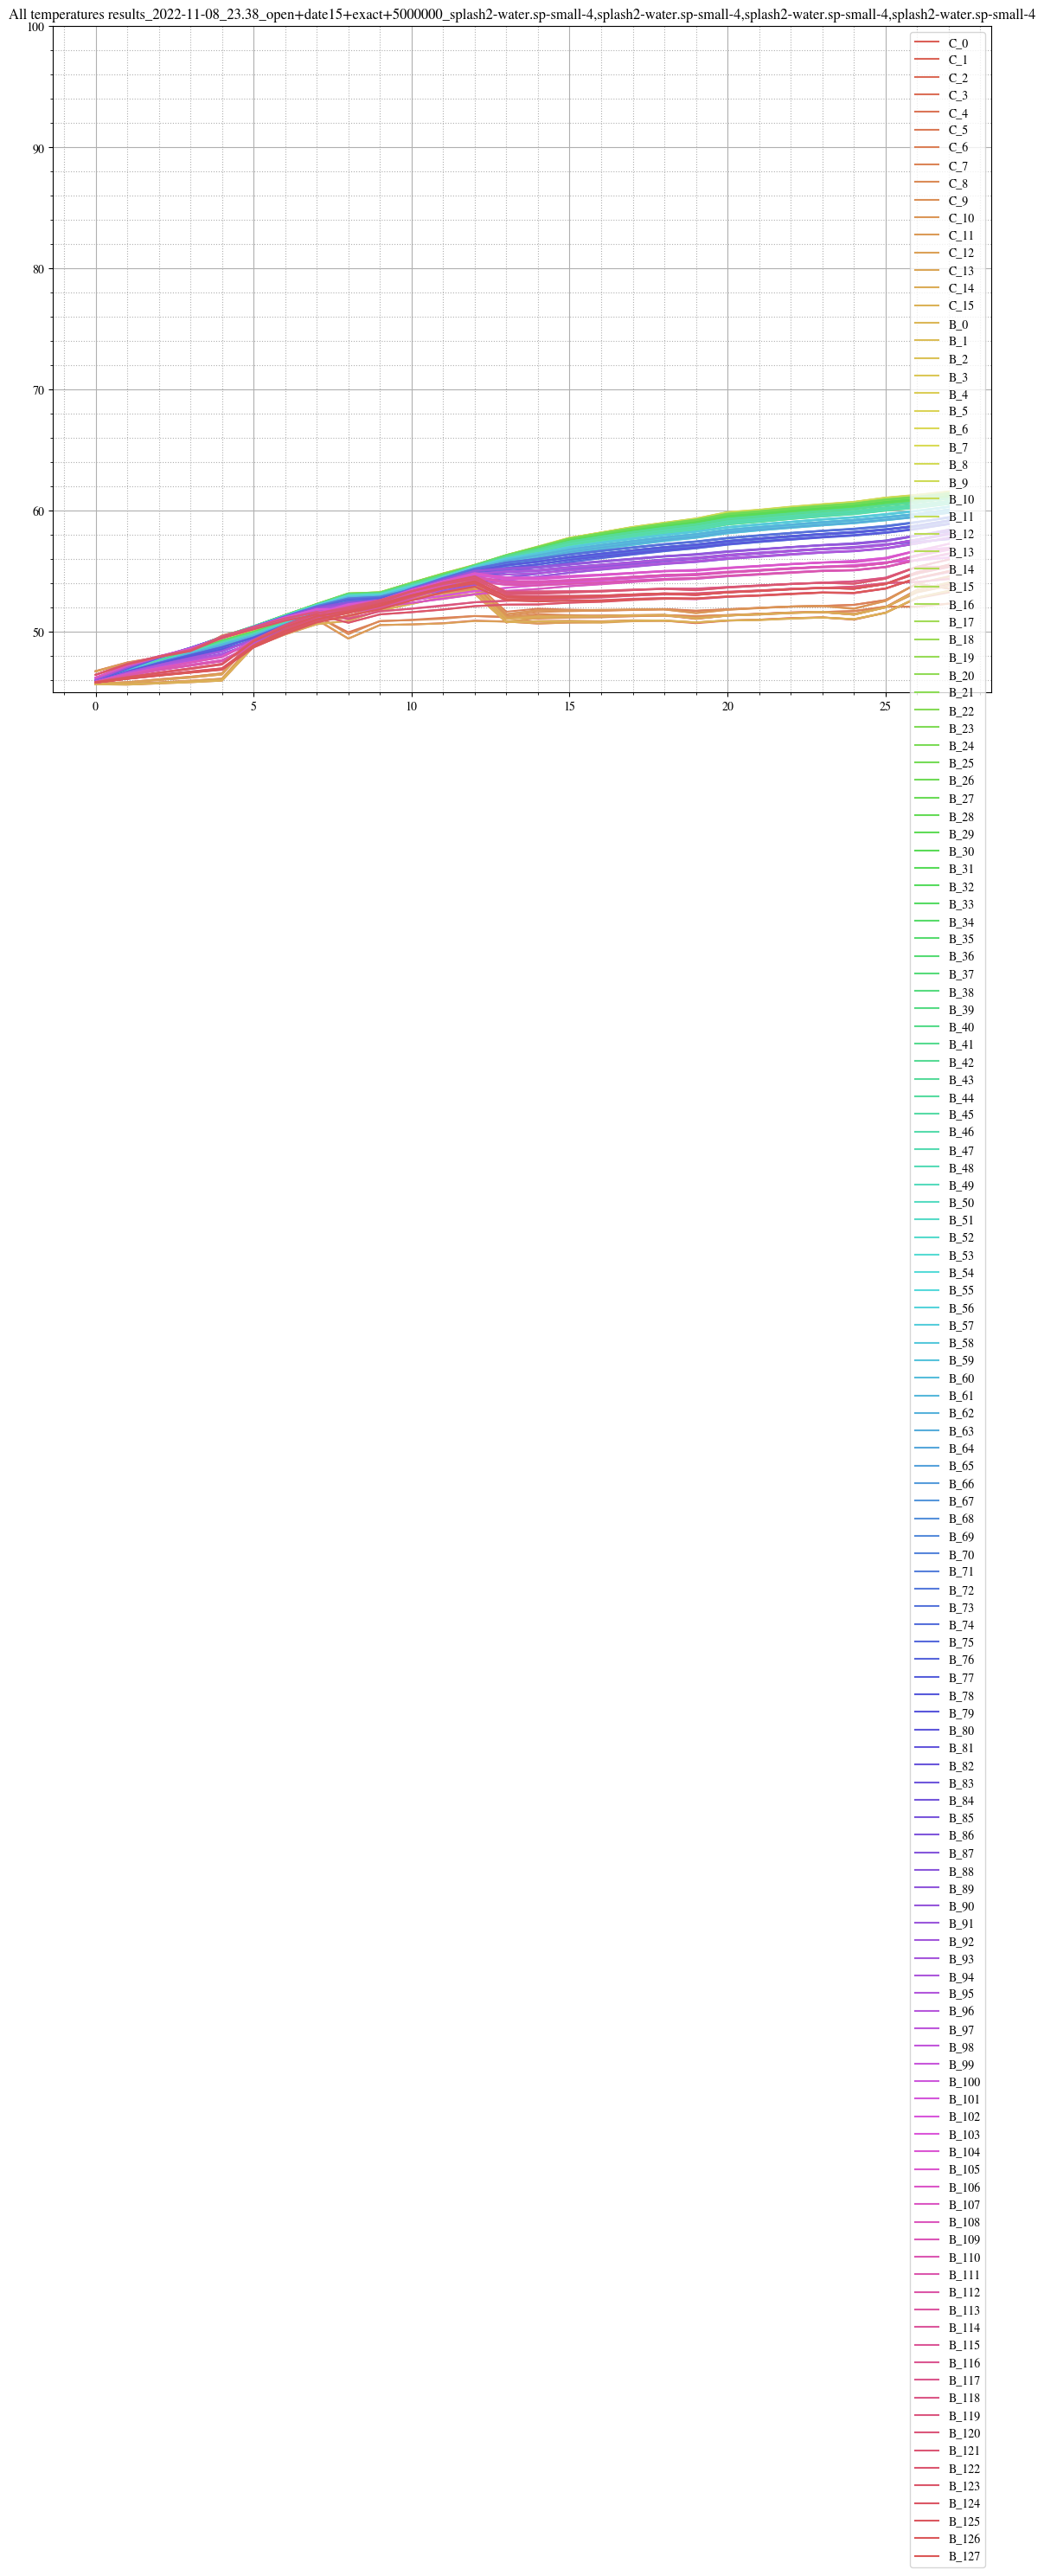 All temperatures results_2022-11-08_23.38_open+date15+exact+5000000_splash2-water.sp-small-4,splash2-water.sp-small-4,splash2-water.sp-small-4,splash2-water.sp-small-4
100
90
80
70
60
50
0
5
10
15
20
25
C_0
C_1
C_2
C_3
C_4
C_5
C_6
C_7
C_8
C_9
C_10
C_11
C_12
C_13
C_14
C_15
B_0
B_1
B_2
B_3
B_4
B_5
B_6
B_7
B_8
B_9
B_10
B_11
B_12
B_13
B_14
B_15
B_16
B_17
B_18
B_19
B_20
B_21
B_22
B_23
B_24
B_25
B_26
B_27
B_28
B_29
B_30
B_31
B_32
B_33
B_34
B_35
B_36
B_37
B_38
B_39
B_40
B_41
B_42
B_43
B_44
B_45
B_46
B_47
B_48
B_49
B_50
B_51
B_52
B_53
B_54
B_55
B_56
B_57
B_58
B_59
B_60
B_61
B_62
B_63
B_64
B_65
B_66
B_67
B_68
B_69
B_70
B_71
B_72
B_73
B_74
B_75
B_76
B_77
B_78
B_79
B_80
B_81
B_82
B_83
B_84
B_85
B_86
B_87
B_88
B_89
B_90
B_91
B_92
B_93
B_94
B_95
B_96
B_97
B_98
B_99
B_100
B_101
B_102
B_103
B_104
B_105
B_106
B_107
B_108
B_109
B_110
B_111
B_112
B_113
B_114
B_115
B_116
B_117
B_118
B_119
B_120
B_121
B_122
B_123
B_124
B_125
B_126
B_127